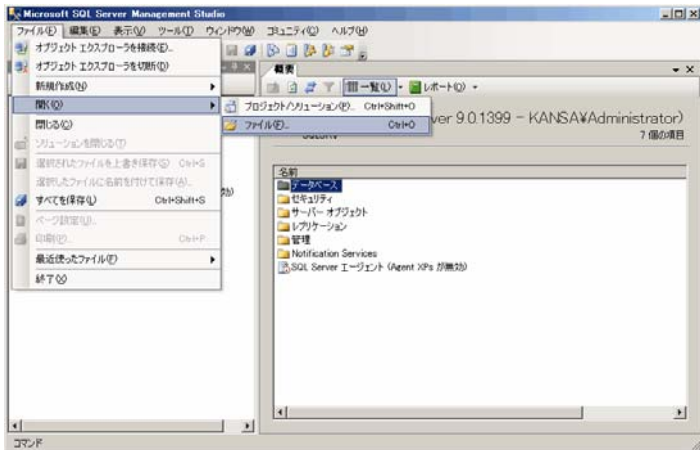 Microsoft SQL Server Management Studio
ファイル(F) 編集(E) 表示(V) ツール(T) ウィンドウ(W) コミュニティ(C) ヘルプ(H)
オブジェクト エクスプローラを接続(E)...
オブジェクト エクスプローラを切断(D)
新規作成(N)
開く(O)
プロジェクト/ソリューション(P)... Ctrl+Shift+O
ファイル(F)... Ctrl+O
閉じる(C)
ソリューションを閉じる(T)
選択されたファイルを上書き保存(S) Ctrl+S
選択したファイルに名前を付けて保存(A)...
すべてを保存(L) Ctrl+Shift+S
ページ設定(U)...
印刷(P)... Ctrl+P
最近使ったファイル(F)
終了(X)
効)
概要
一覧(L) レポート(O)
ver 9.0.1399 - KANSA¥Administrator)
7 個の項目
名前
データベース
セキュリティ
サーバー オブジェクト
レプリケーション
管理
Notification Services
SQL Server エージェント (Agent XPs が無効)
コマンド